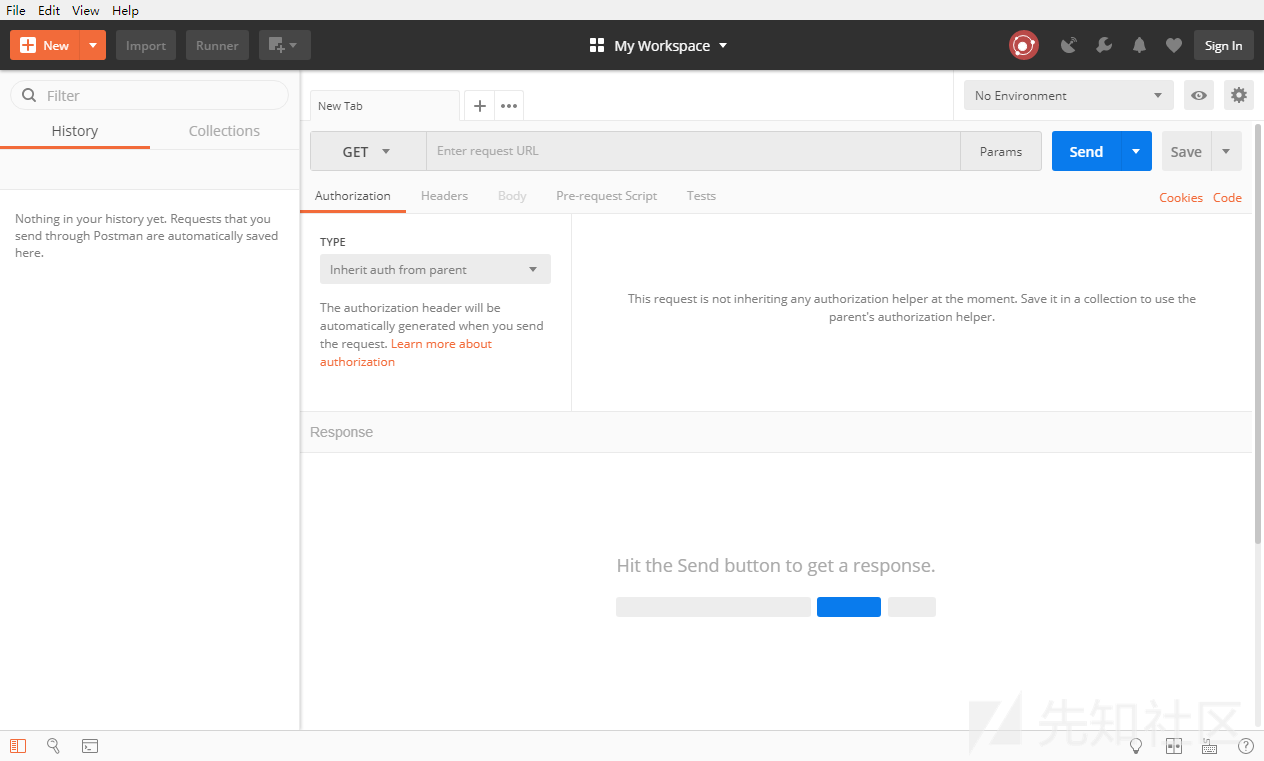 File Edit View Help
New Import Runner My Workspace Sign In
Filter
History Collections
Nothing in your history yet. Requests that you
send through Postman are automatically saved
here.
New Tab
No Environment
GET Enter request URL Params Send Save
Authorization Headers Body Pre-request Script Tests Cookies Code
TYPE
Inherit auth from parent
The authorization header will be
automatically generated when you send
the request. Learn more about
authorization
This request is not inheriting any authorization helper at the moment. Save it in a collection to use the
parent's authorization helper.
Response
Hit the Send button to get a response.
先知社区